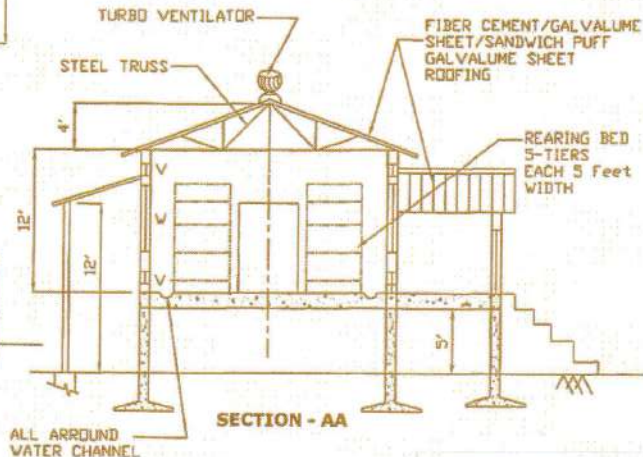 TURBO VENTILATOR
FIBER CEMENT/GALVALUME
SHEET/SANDWICH PUFF
GALVALUME SHEET
ROOFING
STEEL TRUSS
4'
REARING BED
5-TIERS
EACH 5 Feet
WIDTH
V
12'
W
12'
V
5'
SECTION - AA
ALL ARROUND
WATER CHANNEL